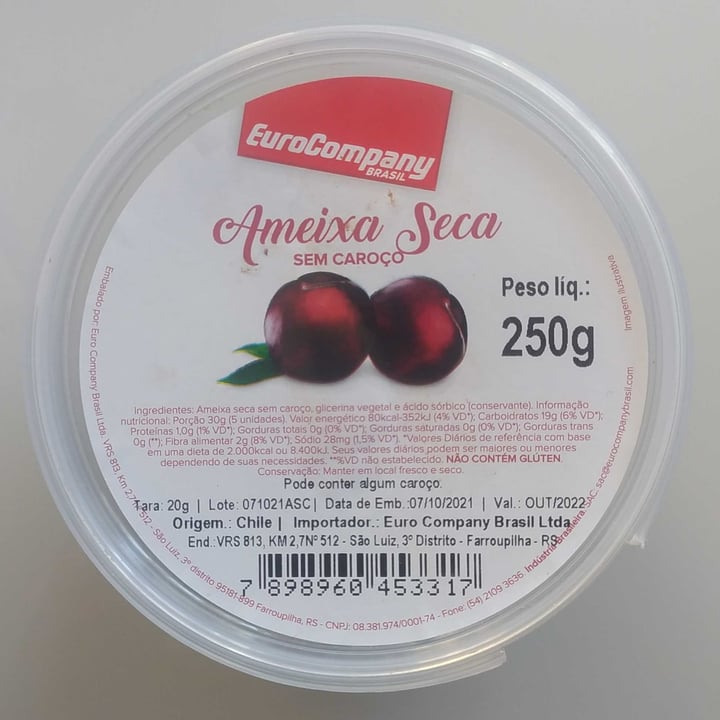 EuroCompany
BRASIL
Ameixa Seca
SEM CAROÇO
Peso líq.:
250g
Imagem ilustrativa
Ingredientes: Ameixa seca sem caroço, glicerina vegetal e ácido sórbico (conservante). Informação
nutricional: Porção 30g (5 unidades). Valor energético 80kcal-352kJ (4% VD*); Carboidratos 19g (6% VD*);
Proteínas 1,0g (1% VD*); Gorduras totais 0g (0% VD*); Gorduras saturadas 0g (0% VD*); Gorduras trans
0g (**); Fibra alimentar 2g (8% VD*); Sódio 28mg (1,5% VD*). *Valores Diários de referência com base
em uma dieta de 2.000kcal ou 8.400kJ. Seus valores diários podem ser maiores ou menores
dependendo de suas necessidades. **%VD não estabelecido. NÃO CONTÉM GLÚTEN.
Conservação: Manter em local fresco e seco.
Pode conter algum caroço.
Tara: 20g | Lote: 071021ASC | Data de Emb.:07/10/2021 | Val.: OUT/2022
Origem.: Chile | Importador.: Euro Company Brasil Ltda
End.:VRS 813, KM 2,7Nº 512 - São Luiz, 3º Distrito - Farroupilha - RS
7 898960 453317
Embalado por: Euro Company Brasil Ltda. VRS 813, Km 2,7 nº 512, São Luiz, 3º distrito 95181-899 Farroupilha, RS - CNPJ: 08.381.974/0001-74 - Fone: (54) 2109 3636. Indústria Brasileira. SAC: sac@eurocompanybrasil.com